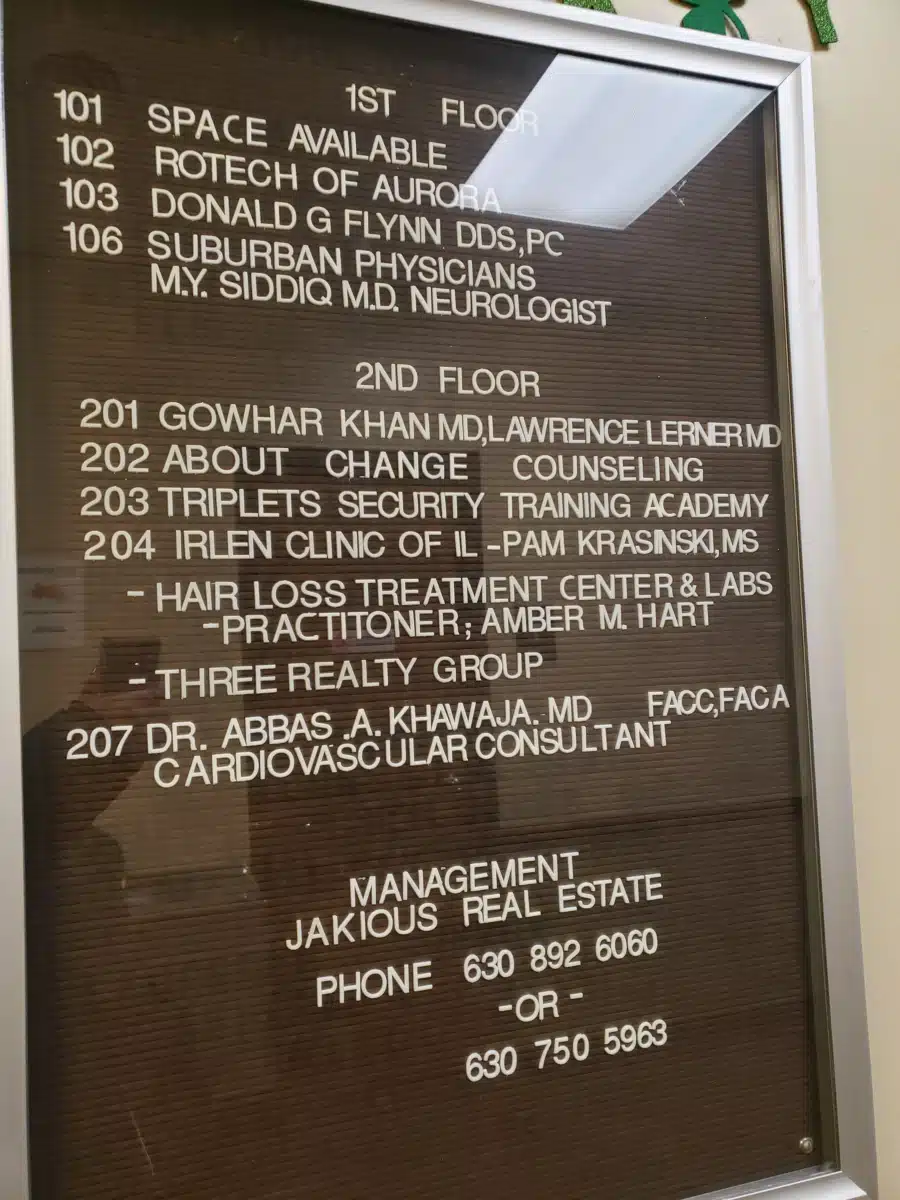 1ST FLOOR
101 SPACE AVAILABLE
102 ROTECH OF AURORA
103 DONALD G FLYNN DDS,PC
106 SUBURBAN PHYSICIANS
M.Y. SIDDIQ M.D. NEUROLOGIST
2ND FLOOR
201 GOWHAR KHAN MD,LAWRENCE LERNER MD
202 ABOUT CHANGE COUNSELING
203 TRIPLETS SECURITY TRAINING ACADEMY
204 IRLEN CLINIC OF IL -PAM KRASINSKI,MS
- HAIR LOSS TREATMENT CENTER & LABS
-PRACTITONER; AMBER M. HART
- THREE REALTY GROUP
207 DR. ABBAS .A. KHAWAJA. MD FACC,FACA
CARDIOVASCULAR CONSULTANT
MANAGEMENT
JAKIOUS REAL ESTATE
PHONE 630 892 6060
-OR-
630 750 5963